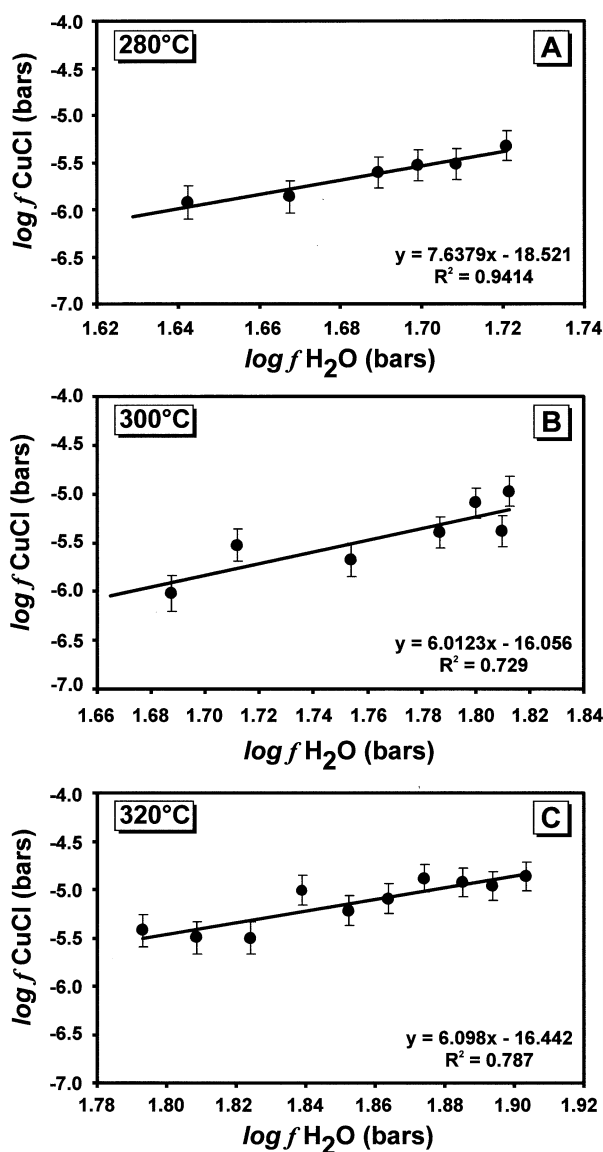 280°C
A
log f CuCl (bars)
-4.0
-4.5
-5.0
-5.5
-6.0
-6.5
-7.0
y = 7.6379x - 18.521
R² = 0.9414
1.62 1.64 1.66 1.68 1.70 1.72 1.74
log f H₂O (bars)
300°C
B
log f CuCl (bars)
-4.0
-4.5
-5.0
-5.5
-6.0
-6.5
-7.0
y = 6.0123x - 16.056
R² = 0.729
1.66 1.68 1.70 1.72 1.74 1.76 1.78 1.80 1.82 1.84
log f H₂O (bars)
320°C
C
log f CuCl (bars)
-4.0
-4.5
-5.0
-5.5
-6.0
-6.5
-7.0
y = 6.098x - 16.442
R² = 0.787
1.78 1.80 1.82 1.84 1.86 1.88 1.90 1.92
log f H₂O (bars)